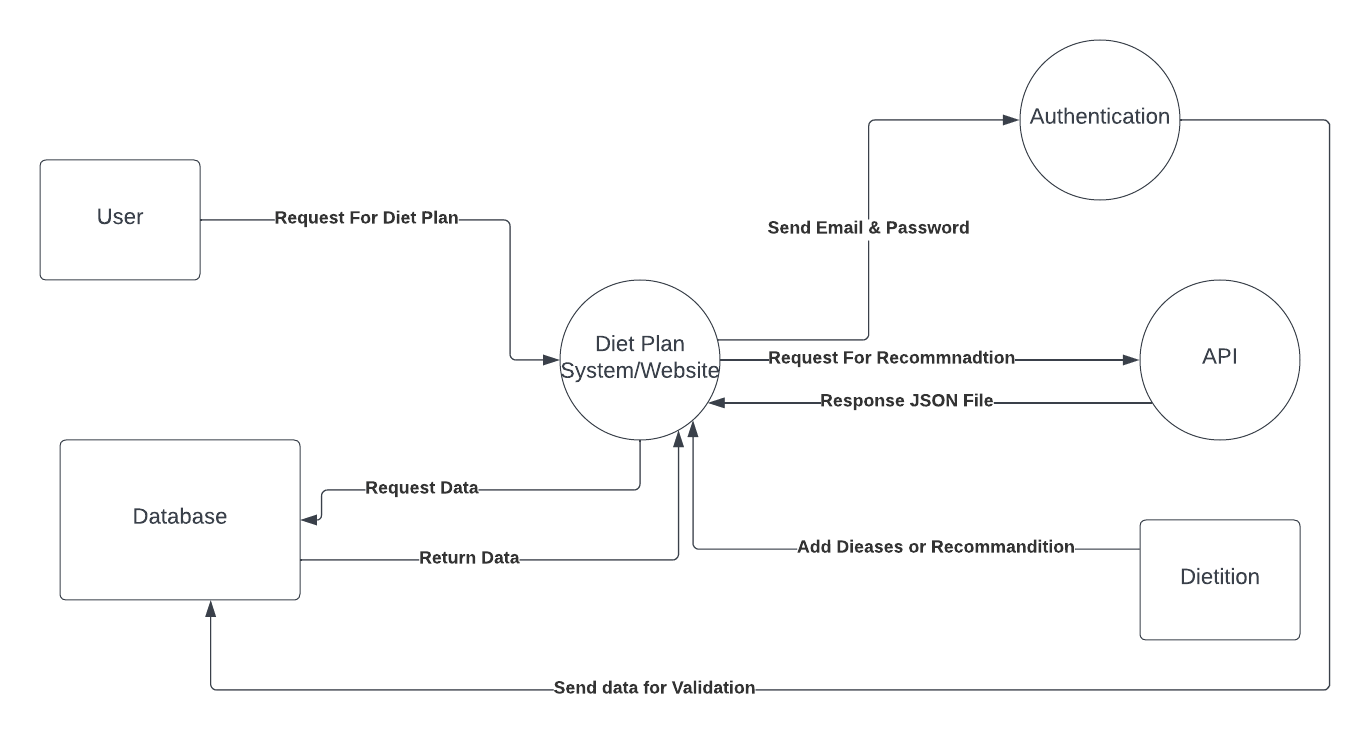 Authentication
User
Request For Diet Plan
Send Email & Password
Diet Plan
System/Website
Request For Recommnadtion
API
Response JSON File
Request Data
Database
Return Data
Add Dieases or Recommandition
Dietition
Send data for Validation